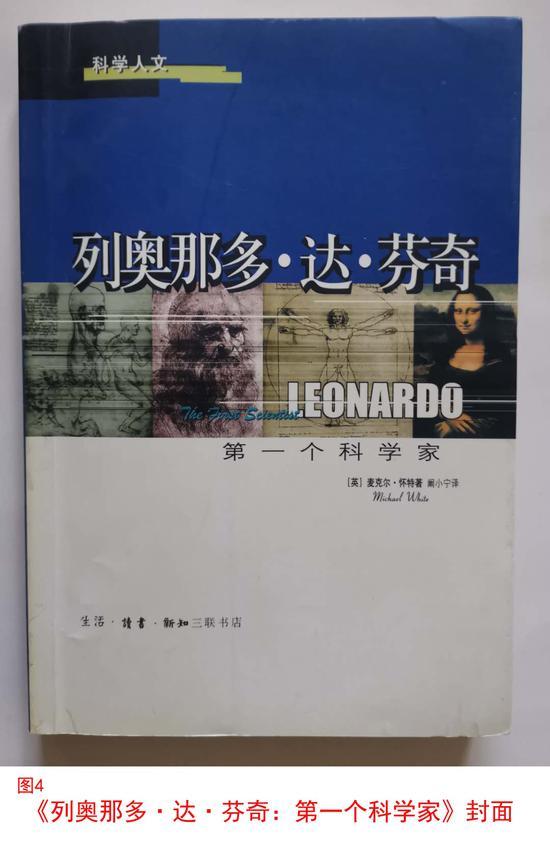 科学人文
列奥那多·达·芬奇
LEONARDO
The First Scientist
第一个科学家
[英] 麦克尔·怀特著 阚小宁译
Michael White
生活·讀書·新知三联书店
图4
《列奥那多·达·芬奇：第一个科学家》封面